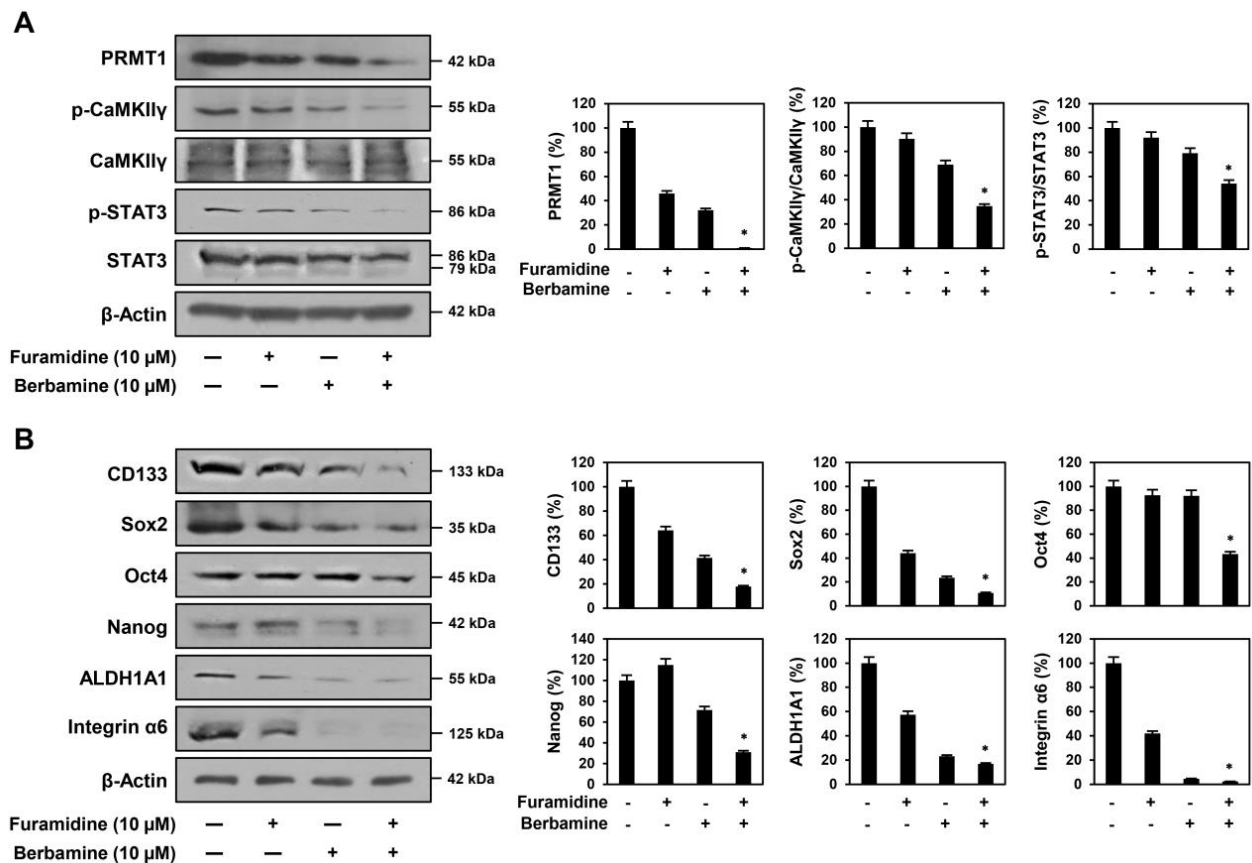 A
PRMT1
42 kDa
p-CaMKIIγ
55 kDa
CaMKIIγ
55 kDa
p-STAT3
86 kDa
STAT3
86 kDa
79 kDa
β-Actin
42 kDa
Furamidine (10 µM) — + — +
Berbamine (10 µM) — — + +
PRMT1 (%)
120
100
80
60
40
20
0
*
p-CaMKIIγ/CaMKIIγ (%)
120
100
80
60
40
20
0
*
p-STAT3/STAT3 (%)
120
100
80
60
40
20
0
*
Furamidine - + - + - + - + - + - +
Berbamine - - + + - - + + - - + +
B
CD133
133 kDa
Sox2
35 kDa
Oct4
45 kDa
Nanog
42 kDa
ALDH1A1
55 kDa
Integrin α6
125 kDa
β-Actin
42 kDa
Furamidine (10 µM) — + — +
Berbamine (10 µM) — — + +
CD133 (%)
120
100
80
60
40
20
0
*
Sox2 (%)
120
100
80
60
40
20
0
*
Oct4 (%)
120
100
80
60
40
20
0
*
Nanog (%)
140
120
100
80
60
40
20
0
*
ALDH1A1 (%)
120
100
80
60
40
20
0
*
Integrin α6 (%)
120
100
80
60
40
20
0
*
Furamidine - + - + - + - + - + - +
Berbamine - - + + - - + + - - + +